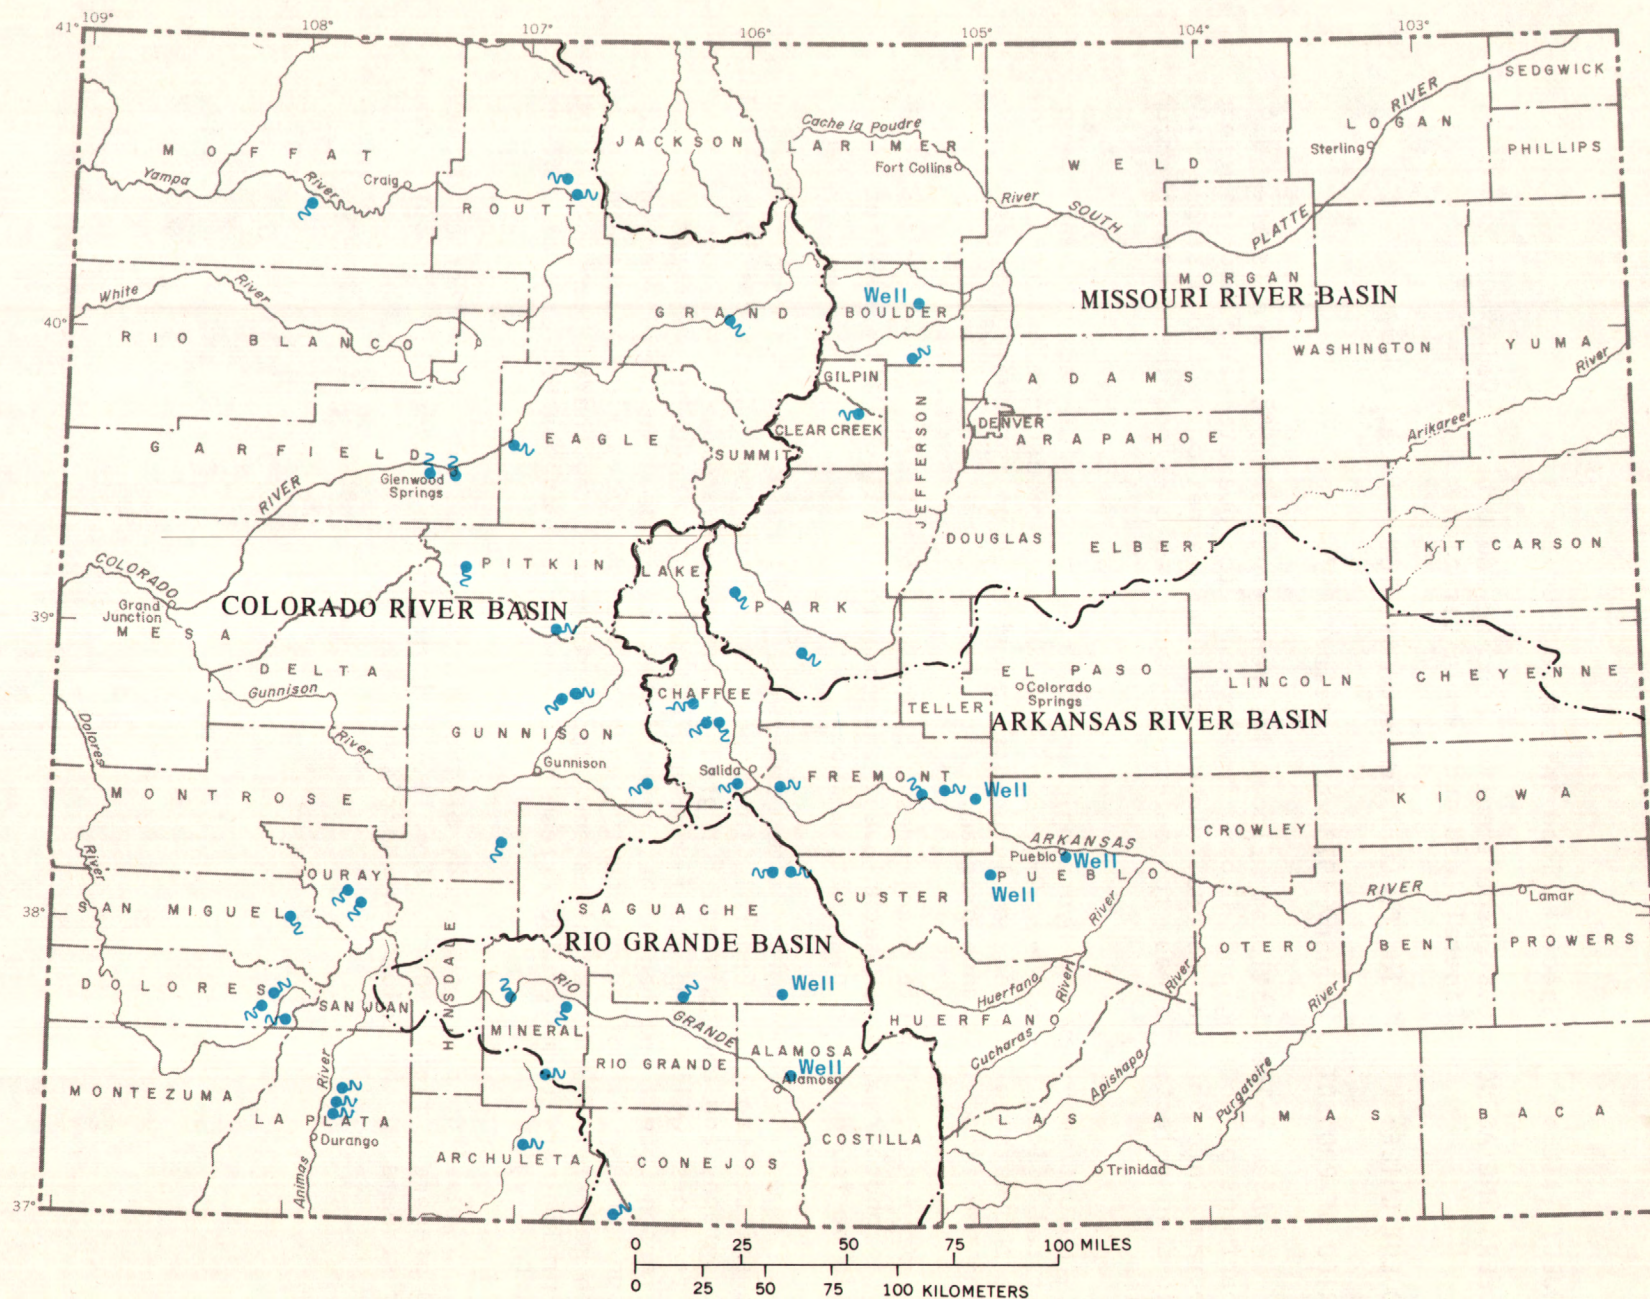 109°
108°
107°
106°
105°
104°
103°
41°
SEDGWICK
RIVER
LOGAN
Sterling
PHILLIPS
Cache la Poudre
JACKSON
LARIMER
Fort Collins
WELD
MOFFAT
Yampa
River
Craig
ROUTT
River
SOUTH
PLATTE
MORGAN
MISSOURI RIVER BASIN
White
River
Well
BOULDER
GRAND
40°
RIO BLANCO
WASHINGTON
YUMA
River
GILPIN
ADAMS
JEFFERSON
DENVER
CLEAR CREEK
ARAPAHOE
Arikaree
GARFIELD
EAGLE
SUMMIT
Glenwood
Springs
RIVER
DOUGLAS
ELBERT
KIT CARSON
PITKIN
LAKE
COLORADO
Grand
Junction
COLORADO RIVER BASIN
PARK
39°
MESA
DELTA
EL PASO
LINCOLN
CHEYENNE
Colorado
Springs
Gunnison
CHAFFEE
TELLER
ARKANSAS RIVER BASIN
Dolores
River
GUNNISON
Gunnison
Salida
FREMONT
Well
MONTROSE
KIOWA
CROWLEY
ARKANSAS
Pueblo
Well
PUEBLO
Well
River
OURAY
CUSTER
RIVER
Lamar
38°
SAN MIGUEL
SAGUACHE
RIO GRANDE BASIN
HINSDALE
River
OTERO
BENT
PROWERS
DOLORES
SAN JUAN
RIO
Well
Huerfano
River
River
River
MINERAL
GRANDE
HUERFANO
RIO GRANDE
ALAMOSA
Well
Alamosa
Cucharas
Apishapa
Purgatoire
MONTEZUMA
River
LA PLATA
Durango
Animas
LAS ANIMAS
BACA
COSTILLA
ARCHULETA
CONEJOS
Trinidad
37°
0 25 50 75 100 MILES
0 25 50 75 100 KILOMETERS